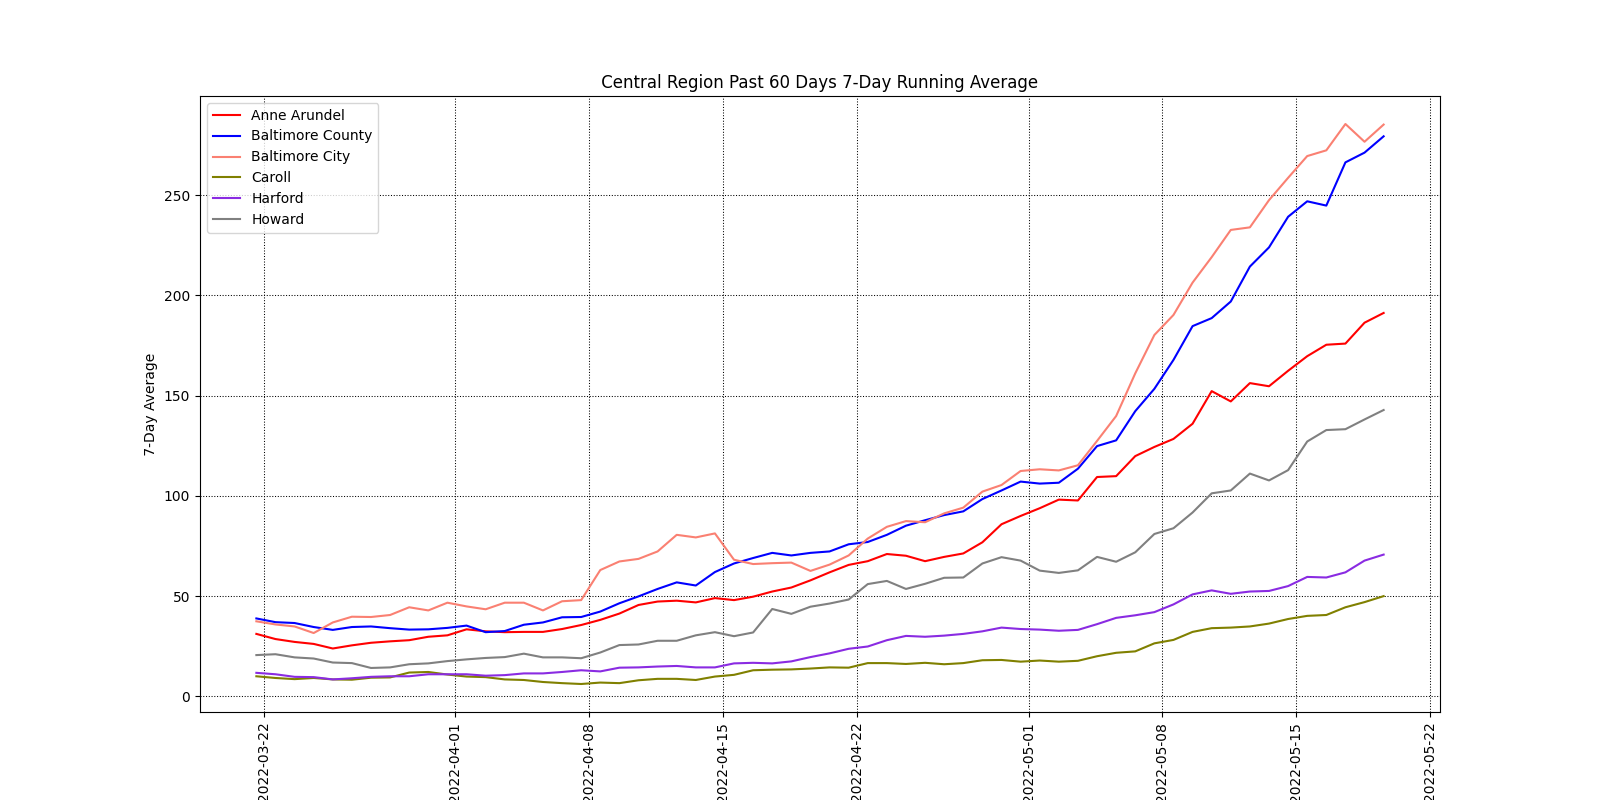 Central Region Past 60 Days 7-Day Running Average
Anne Arundel
Baltimore County
Baltimore City
Caroll
Harford
Howard
7-Day Average
250
200
150
100
50
0
2022-03-22
2022-04-01
2022-04-08
2022-04-15
2022-04-22
2022-05-01
2022-05-08
2022-05-15
2022-05-22